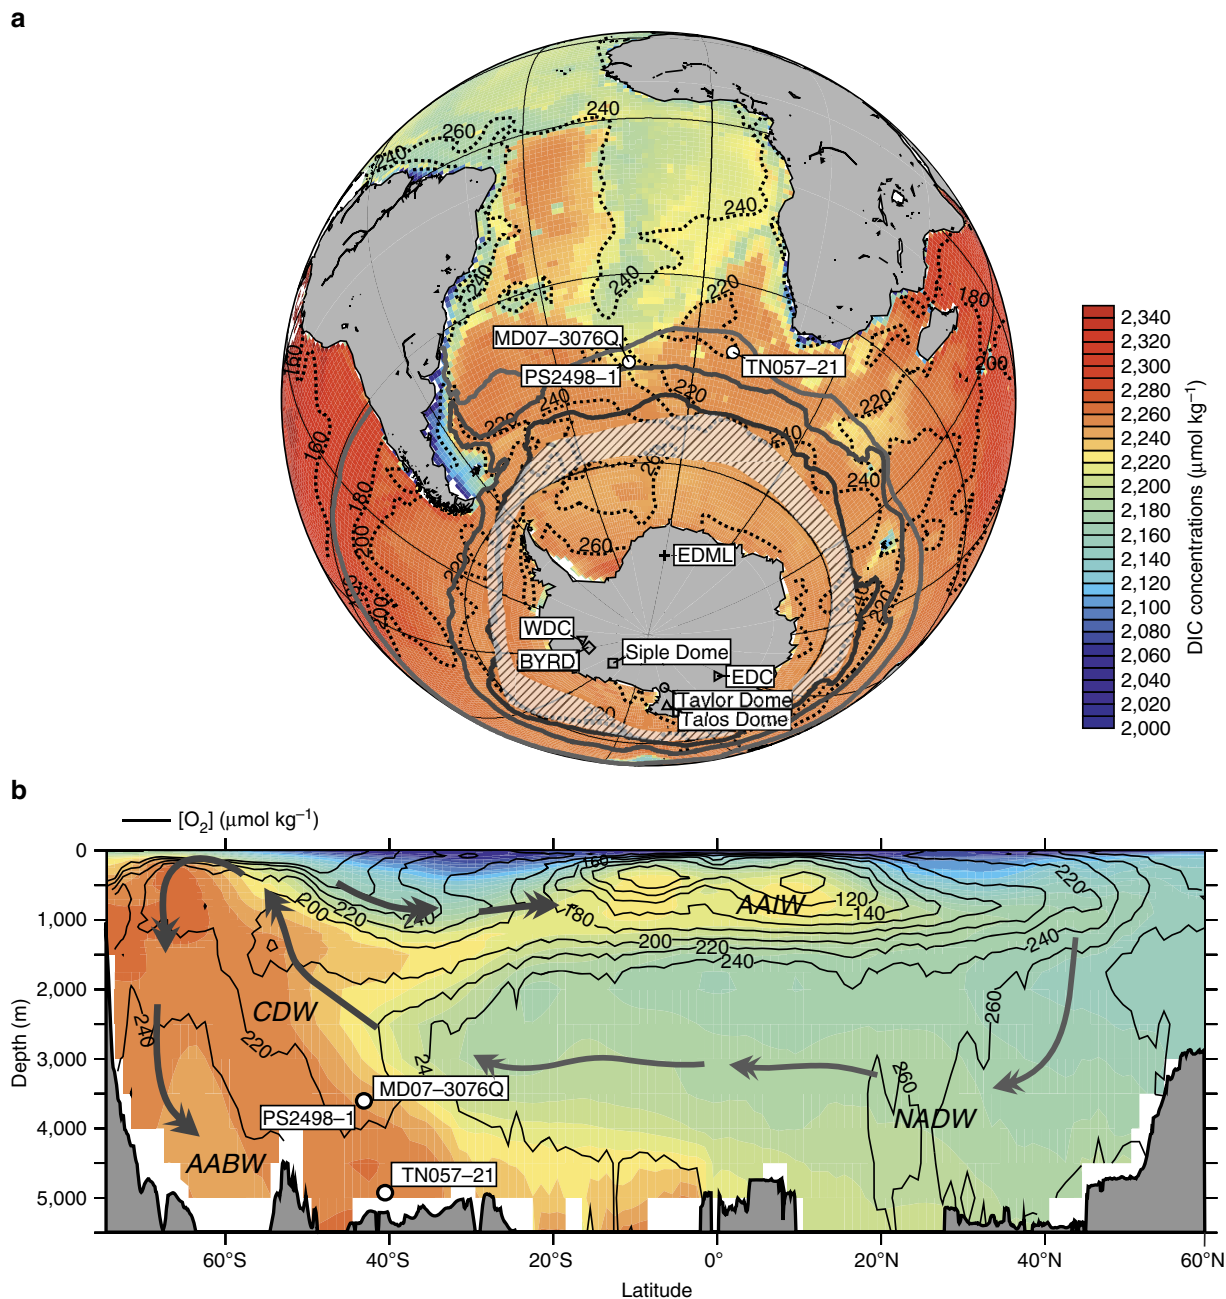 a
240
260
240
240
240
240
220
180
160
200
MD07–3076Q
TN057–21
PS2498–1
220
240
220
220
240
160
240
180
200
260
EDML
220
220
200
WDC
Siple Dome
BYRD
EDC
Taylor Dome
Talos Dome
DIC concentrations (µmol kg–1)
2,340
2,320
2,300
2,280
2,260
2,240
2,220
2,200
2,180
2,160
2,140
2,120
2,100
2,080
2,060
2,040
2,020
2,000
b
[O2] (µmol kg–1)
0
1,000
2,000
3,000
4,000
5,000
Depth (m)
160
220
200
220
240
180
AAIW
120
140
200
220
240
240
CDW
260
240
220
24
260
MD07–3076Q
PS2498–1
NADW
AABW
TN057–21
60°S
40°S
20°S
0°
20°N
40°N
60°N
Latitude